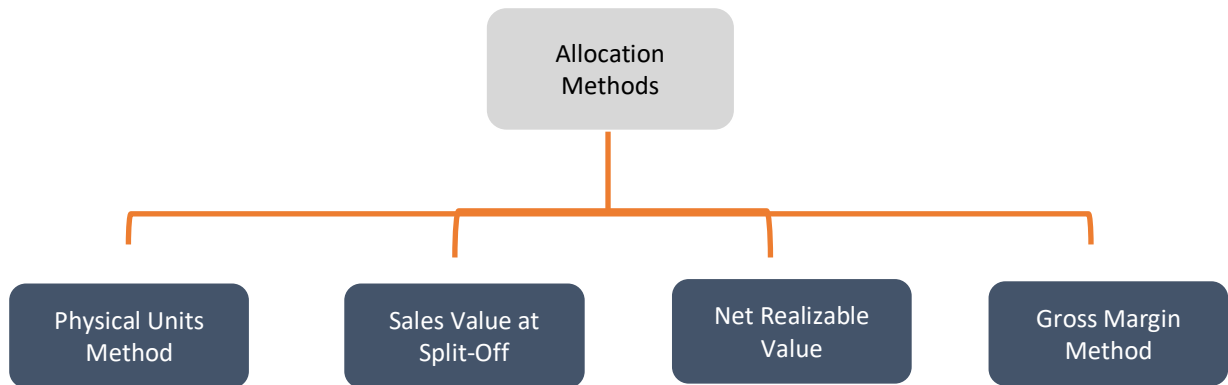 Allocation
Methods
Physical Units
Method
Sales Value at
Split-Off
Net Realizable
Value
Gross Margin
Method